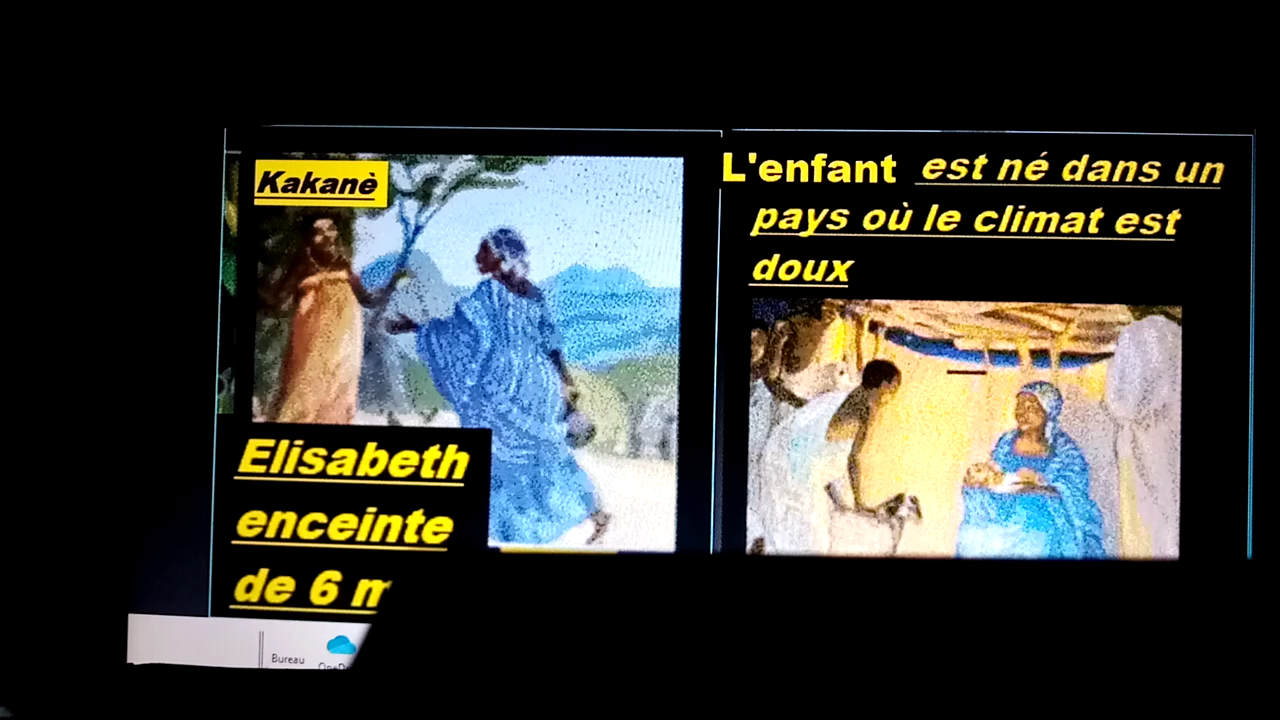 Kakanè
Elisabeth
enceinte
de 6
L'enfant est né dans un
pays où le climat est
doux
Bureau